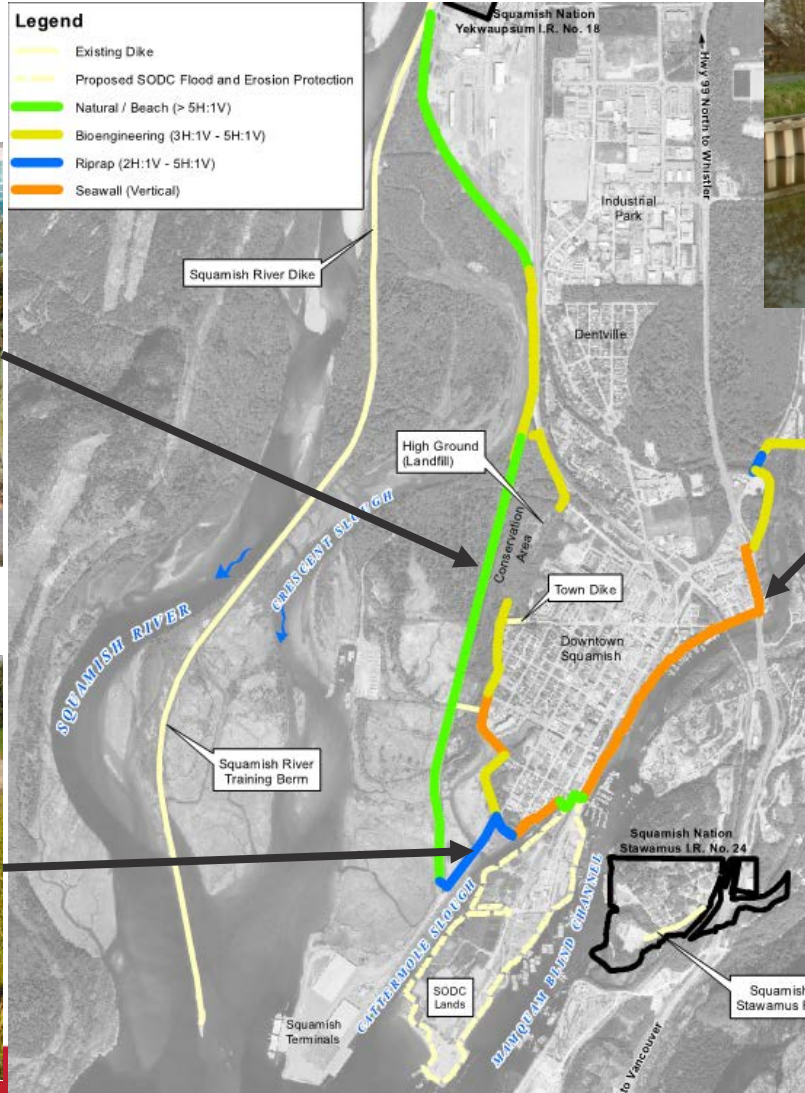 Legend
Existing Dike
Proposed SODC Flood and Erosion Protection
Natural / Beach (> 5H:1V)
Bioengineering (3H:1V - 5H:1V)
Riprap (2H:1V - 5H:1V)
Seawall (Vertical)
Squamish Nation
Yekwaupsum I.R. No. 18
Hwy 99 North to Whistler
Industrial
Park
Squamish River Dike
Dentville
High Ground
(Landfill)
CRESCENT SLOUGH
Conservation
Area
Town Dike
SQUAMISH RIVER
Downtown
Squamish
Squamish River
Training Berm
Squamish Nation
Stawamus I.R. No. 24
CATTERMOLE SLOUGH
MAMQUAM BLIND CHANNEL
SODC
Lands
Squamish
Stawamus
Squamish
Terminals
to Vancouver